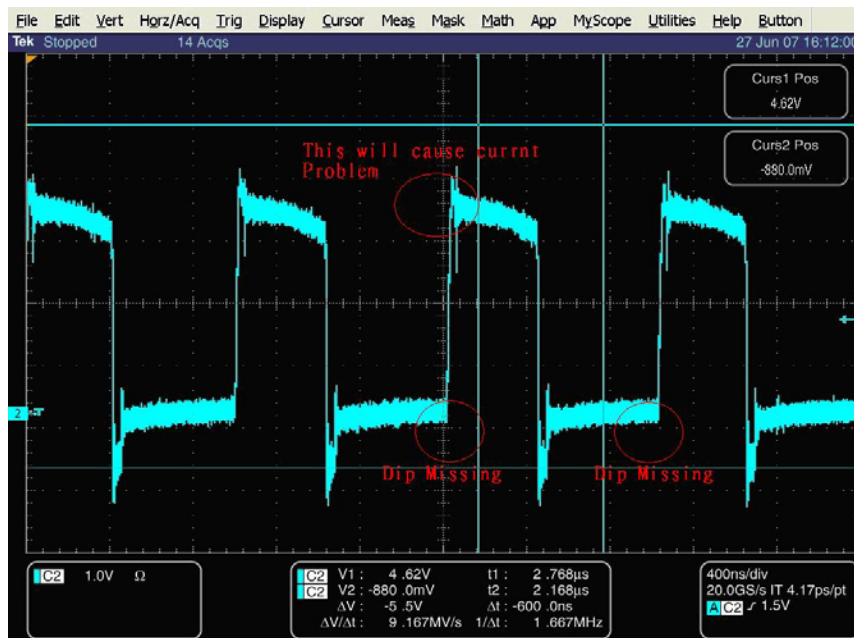 File Edit Vert Horz/Acq Trig Display Cursor Meas Mask Math App MyScope Utilities Help Button
Tek Stopped 14 Acqs 27 Jun 07 16:12:00
Curs1 Pos
4.62V
Curs2 Pos
-880.0mV
This will cause currnt
Problem
2
Dip Missing Dip Missing
C2 1.0V Ω
C2 V1 : 4 .62V t1 : 2 .768µs
C2 V2 : -880 .0mV t2 : 2 .168µs
ΔV : -5 .5V Δt : -600 .0ns
ΔV/Δt : 9 .167MV/s 1/Δt : 1 .667MHz
400ns/div
20.0GS/s IT 4.17ps/pt
A C2 ∫ 1.5V